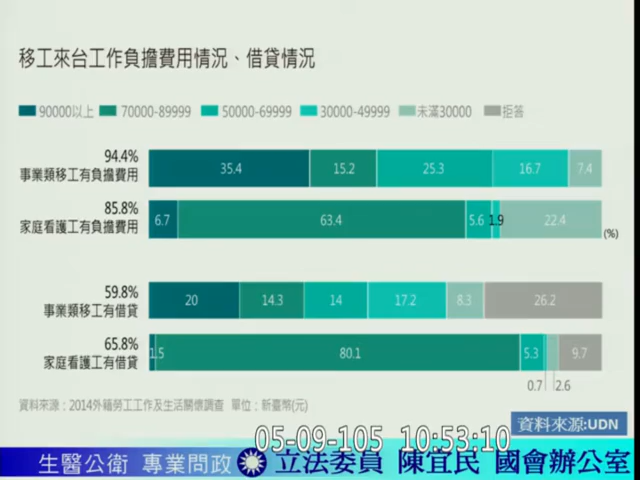 移工來台工作負擔費用情況、借貸情況
90000以上 70000-89999 50000-69999 30000-49999 未滿30000 拒答
94.4%
事業類移工有負擔費用
35.4 15.2 25.3 16.7 7.4
85.8%
家庭看護工有負擔費用
6.7 63.4 5.6 1.9 22.4
(%)
59.8%
事業類移工有借貸
20 14.3 14 17.2 8.3 26.2
65.8%
家庭看護工有借貸
1.5 80.1 5.3 9.7
0.7 2.6
資料來源：2014外籍勞工工作及生活關懷調查 單位：新臺幣(元)
資料來源:UDN
05-09-105 10:53:10
生醫公衛 專業問政 立法委員 陳宜民 國會辦公室